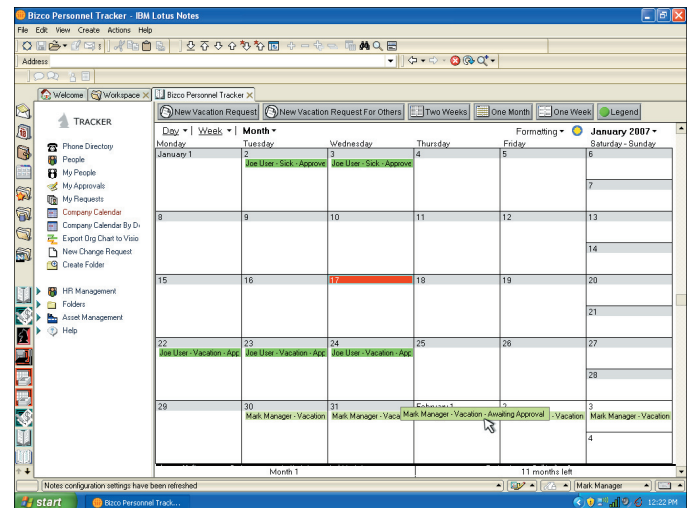 Bizco Personnel Tracker - IBM Lotus Notes
File Edit View Create Actions Help
Address
Welcome Workspace Bizco Personnel Tracker
New Vacation Request New Vacation Request For Others Two Weeks One Month One Week Legend
TRACKER
Phone Directory
People
My People
My Approvals
My Requests
Company Calendar
Company Calendar By D
Export Org Chart to Visio
New Change Request
Create Folder
HR Management
Folders
Asset Management
Help
Day Week Month Formatting January 2007
Monday Tuesday Wednesday Thursday Friday Saturday - Sunday
January 1 2 3 4 5 6
Joe User - Sick - Approve Joe User - Sick - Approve
7
8 9 10 11 12 13
14
15 16 17 18 19 20
21
22 23 24 25 26 27
Joe User - Vacation - App Joe User - Vacation - App Joe User - Vacation - App
28
29 30 31 February 1 2 3
Mark Manager - Vacation Mark Manager - Vaca Mark Manager - Vacation - Awaiting Approval - Vacation Mark Manager - Vacation
4
Month 1 11 months left
Notes configuration settings have been refreshed Mark Manager
start Bizco Personnel Track... 12:22 PM